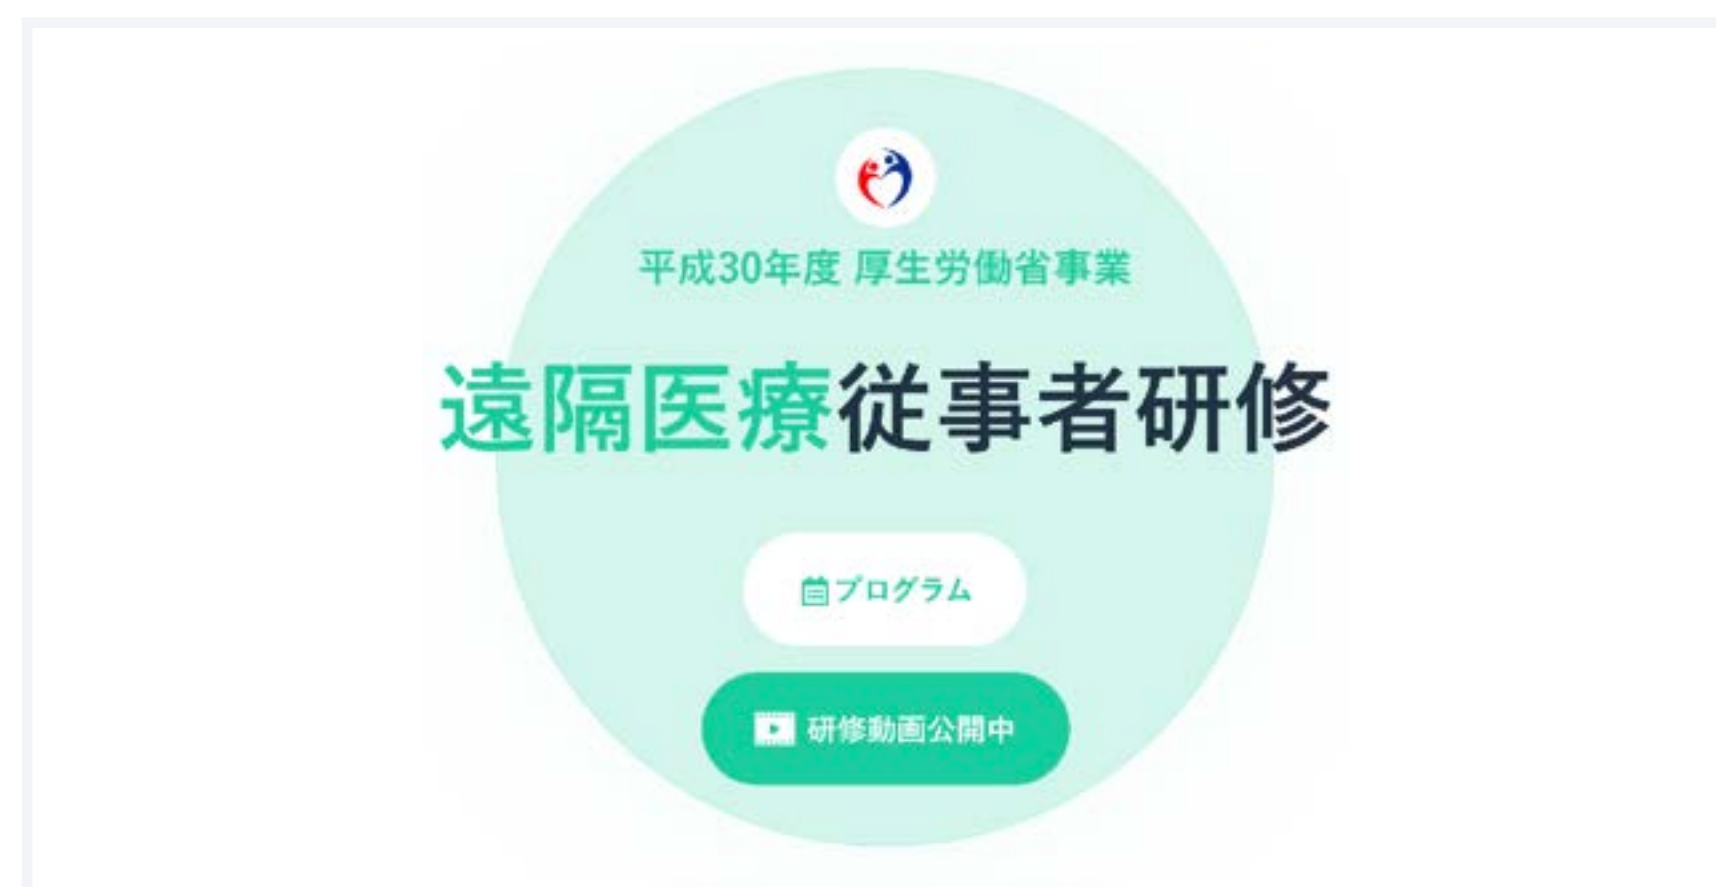 平成30年度 厚生労働省事業
遠隔医療従事者研修
プログラム
研修動画公開中